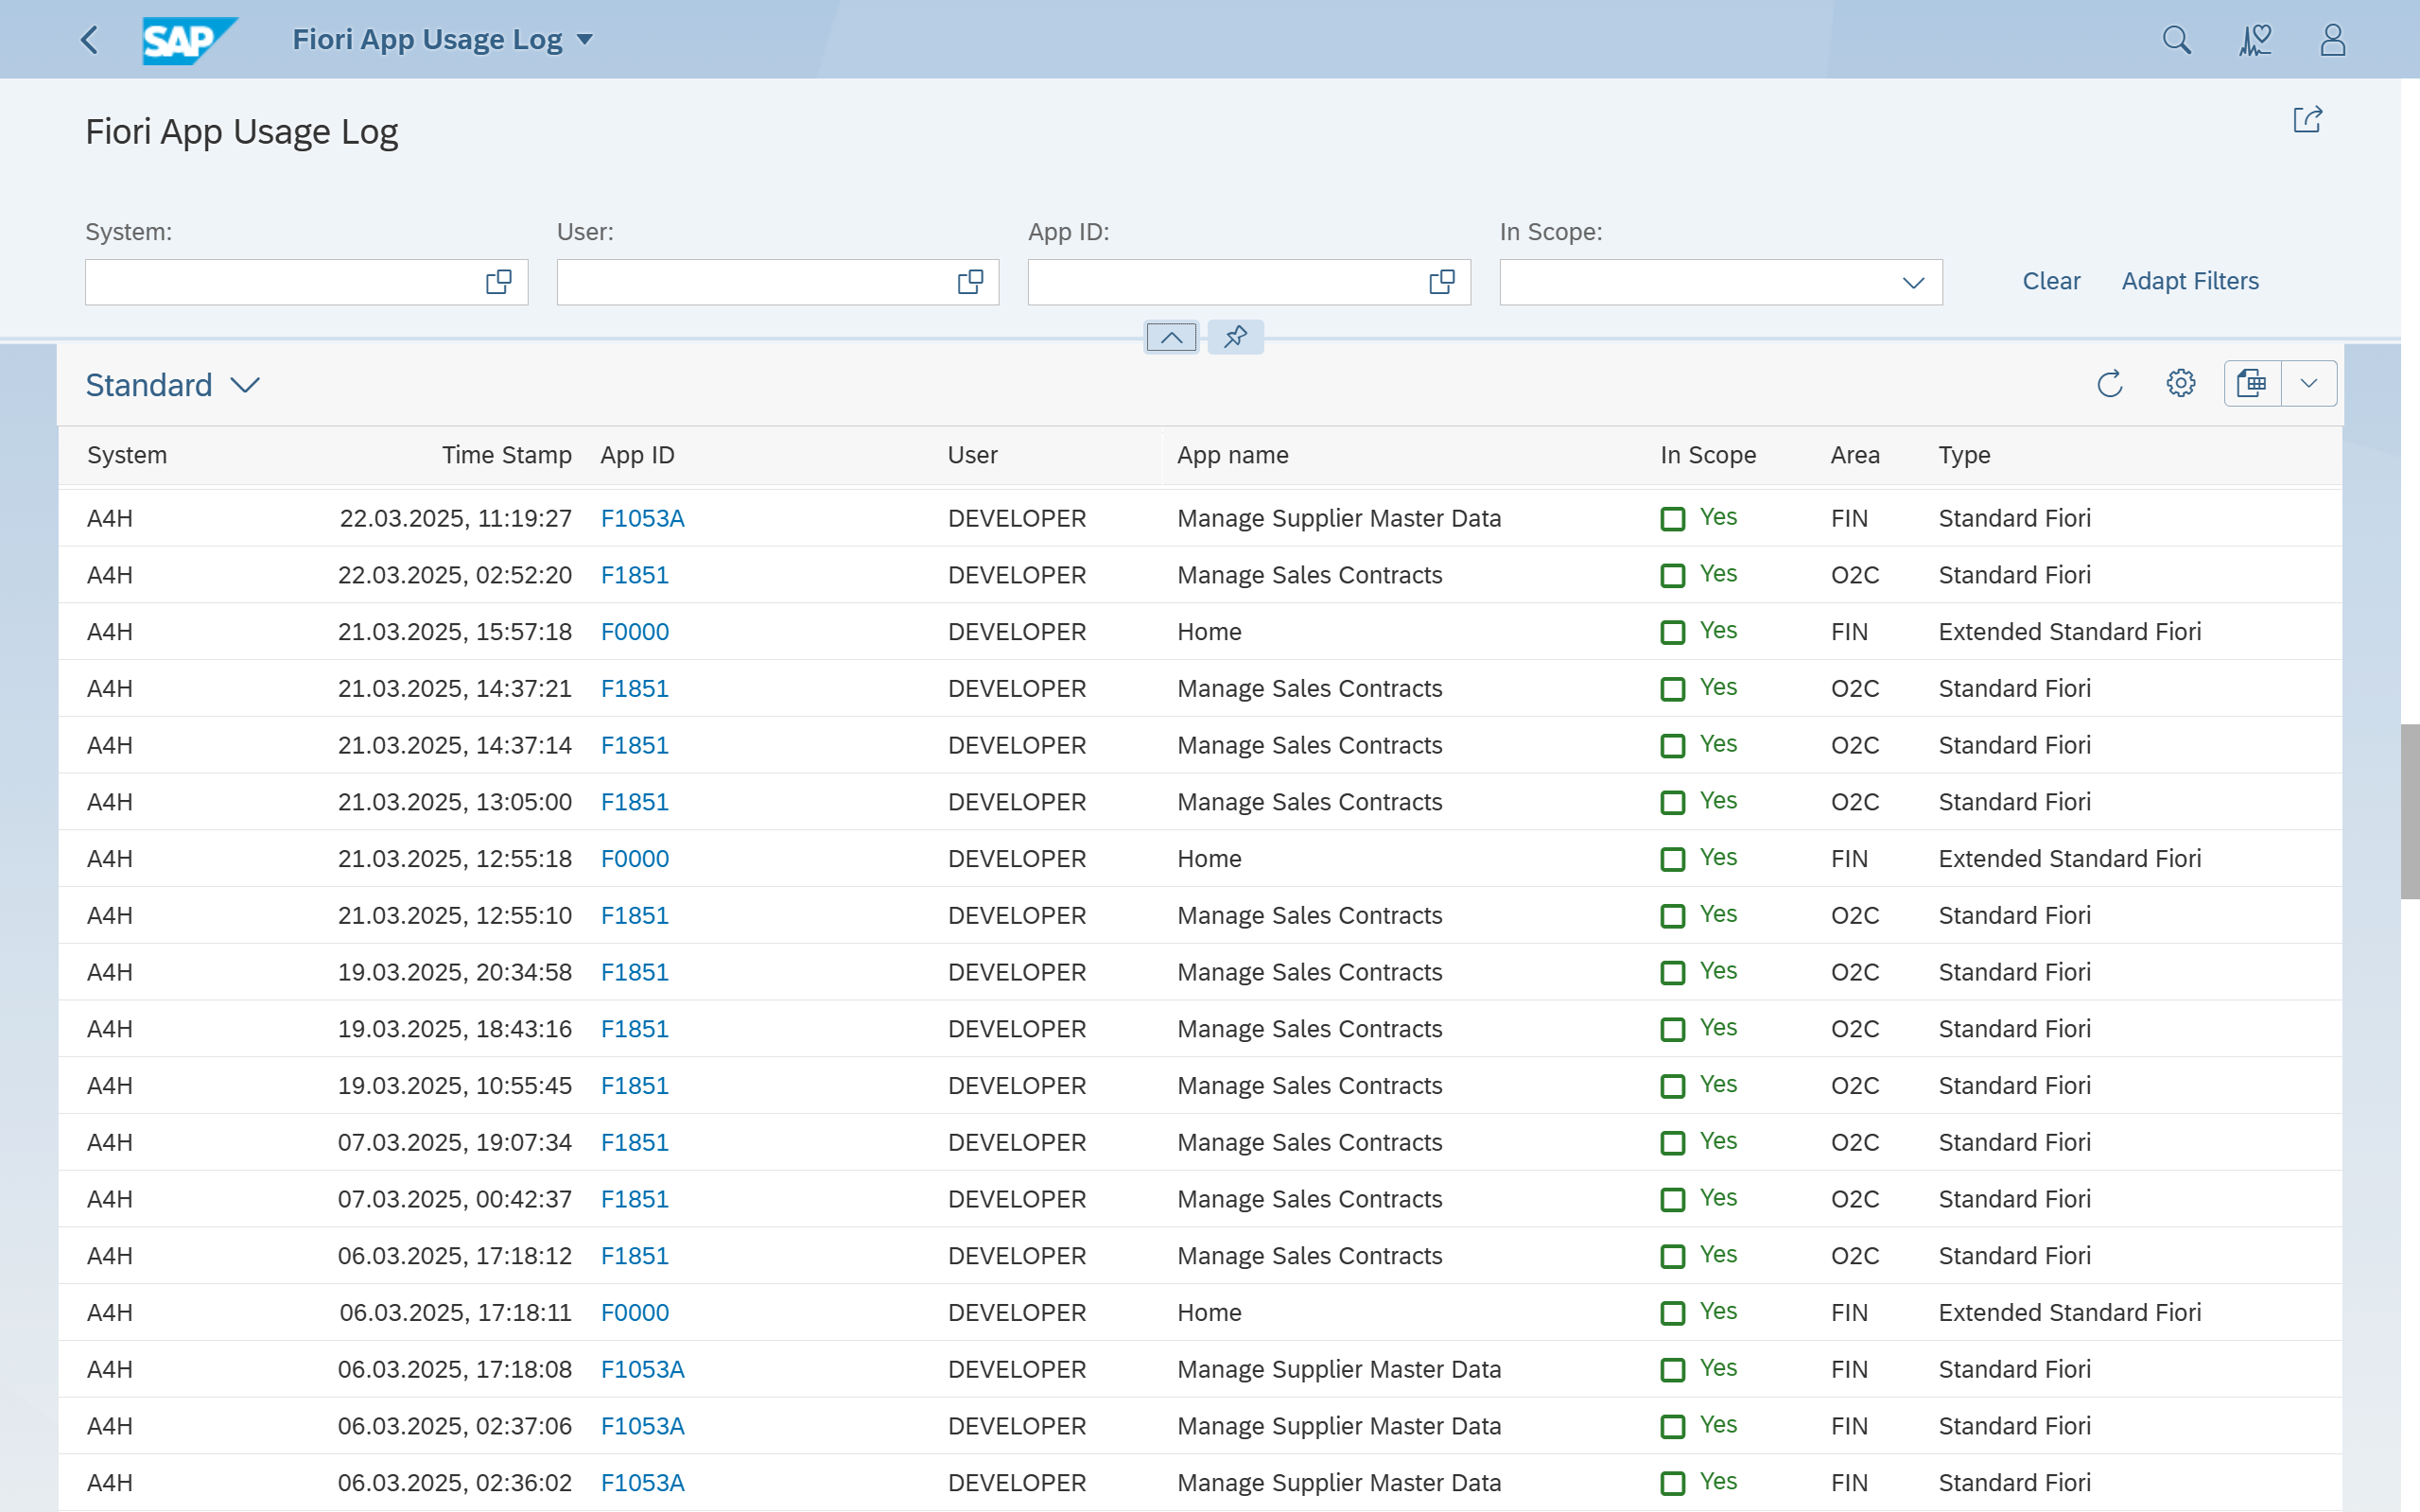 SAP Fiori App Usage Log
Fiori App Usage Log
System: User: App ID: In Scope:
Clear Adapt Filters
Standard
System Time Stamp App ID User App name In Scope Area Type
A4H 22.03.2025, 11:19:27 F1053A DEVELOPER Manage Supplier Master Data Yes FIN Standard Fiori
A4H 22.03.2025, 02:52:20 F1851 DEVELOPER Manage Sales Contracts Yes O2C Standard Fiori
A4H 21.03.2025, 15:57:18 F0000 DEVELOPER Home Yes FIN Extended Standard Fiori
A4H 21.03.2025, 14:37:21 F1851 DEVELOPER Manage Sales Contracts Yes O2C Standard Fiori
A4H 21.03.2025, 14:37:14 F1851 DEVELOPER Manage Sales Contracts Yes O2C Standard Fiori
A4H 21.03.2025, 13:05:00 F1851 DEVELOPER Manage Sales Contracts Yes O2C Standard Fiori
A4H 21.03.2025, 12:55:18 F0000 DEVELOPER Home Yes FIN Extended Standard Fiori
A4H 21.03.2025, 12:55:10 F1851 DEVELOPER Manage Sales Contracts Yes O2C Standard Fiori
A4H 19.03.2025, 20:34:58 F1851 DEVELOPER Manage Sales Contracts Yes O2C Standard Fiori
A4H 19.03.2025, 18:43:16 F1851 DEVELOPER Manage Sales Contracts Yes O2C Standard Fiori
A4H 19.03.2025, 10:55:45 F1851 DEVELOPER Manage Sales Contracts Yes O2C Standard Fiori
A4H 07.03.2025, 19:07:34 F1851 DEVELOPER Manage Sales Contracts Yes O2C Standard Fiori
A4H 07.03.2025, 00:42:37 F1851 DEVELOPER Manage Sales Contracts Yes O2C Standard Fiori
A4H 06.03.2025, 17:18:12 F1851 DEVELOPER Manage Sales Contracts Yes O2C Standard Fiori
A4H 06.03.2025, 17:18:11 F0000 DEVELOPER Home Yes FIN Extended Standard Fiori
A4H 06.03.2025, 17:18:08 F1053A DEVELOPER Manage Supplier Master Data Yes FIN Standard Fiori
A4H 06.03.2025, 02:37:06 F1053A DEVELOPER Manage Supplier Master Data Yes FIN Standard Fiori
A4H 06.03.2025, 02:36:02 F1053A DEVELOPER Manage Supplier Master Data Yes FIN Standard Fiori